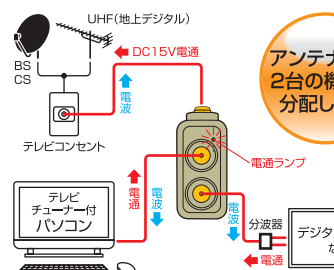 UHF(地上デジタル)
DC15V電通
BS
CS
電波
テレビコンセント
アンテナ
2台の機
分配し
電通ランプ
テレビ
チューナー付
パソコン
電通
電波
電波
分波器
デジタ
な
電通